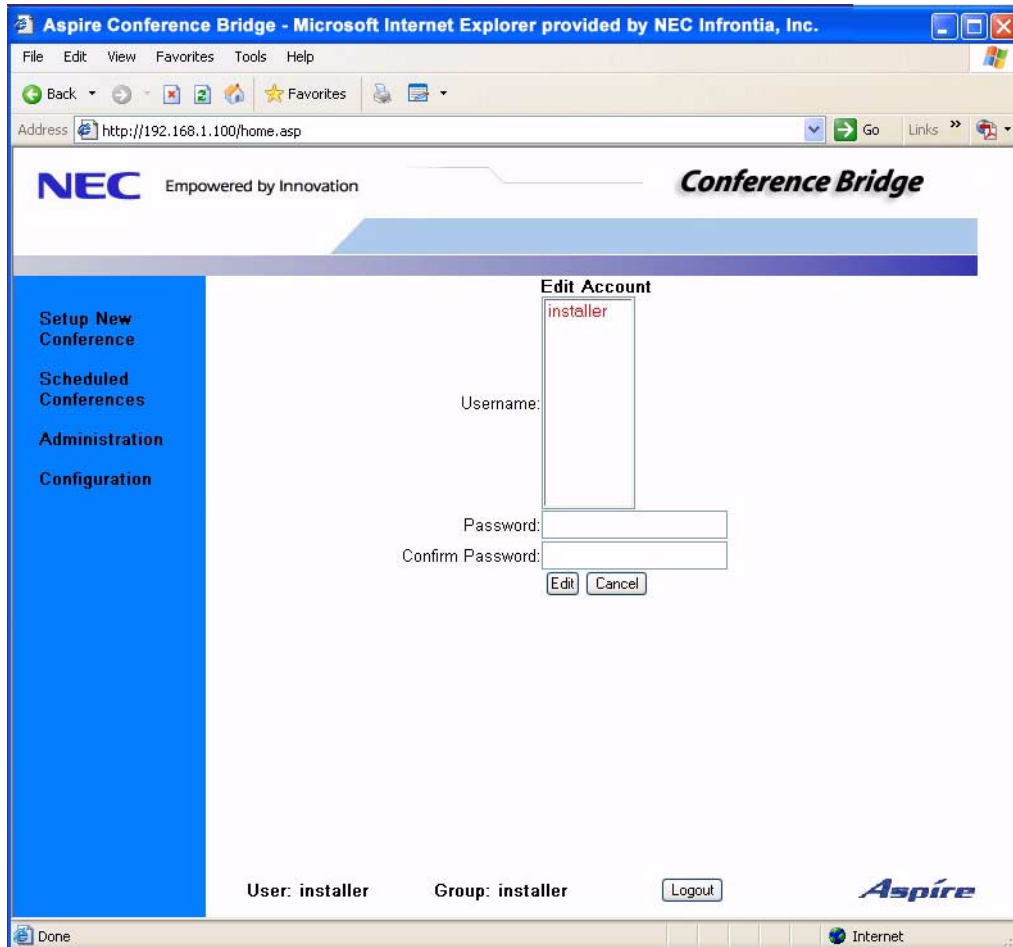 Aspire Conference Bridge - Microsoft Internet Explorer provided by NEC Infrontia, Inc.
File Edit View Favorites Tools Help
Back Favorites
Address http://192.168.1.100/home.asp Go Links »
NEC Empowered by Innovation Conference Bridge
Edit Account
installer
Setup New
Conference
Scheduled
Conferences
Username:
Administration
Configuration
Password:
Confirm Password:
Edit Cancel
User: installer Group: installer Logout Aspire
Done Internet